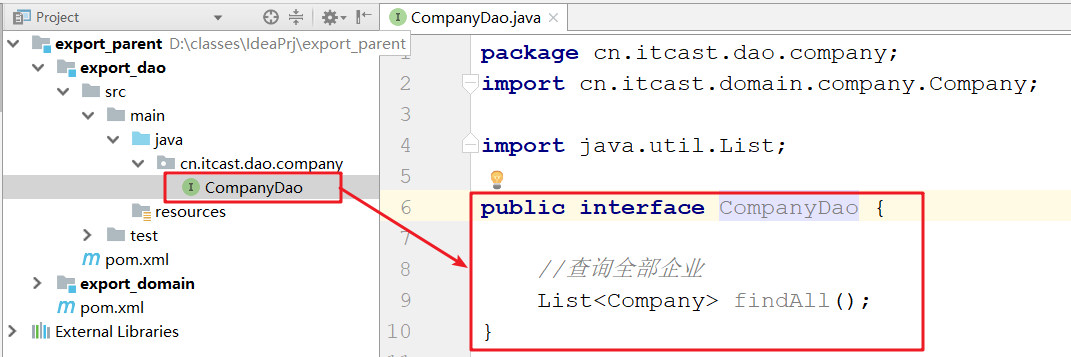 Project
export_parent D:\classes\IdeaPrj\export_parent
export_dao
src
main
java
cn.itcast.dao.company
CompanyDao
resources
test
pom.xml
export_domain
pom.xml
External Libraries
CompanyDao.java
1 package cn.itcast.dao.company;
2 import cn.itcast.domain.company.Company;
3
4 import java.util.List;
5
6 public interface CompanyDao {
7
8 //查询全部企业
9 List<Company> findAll();
10 }